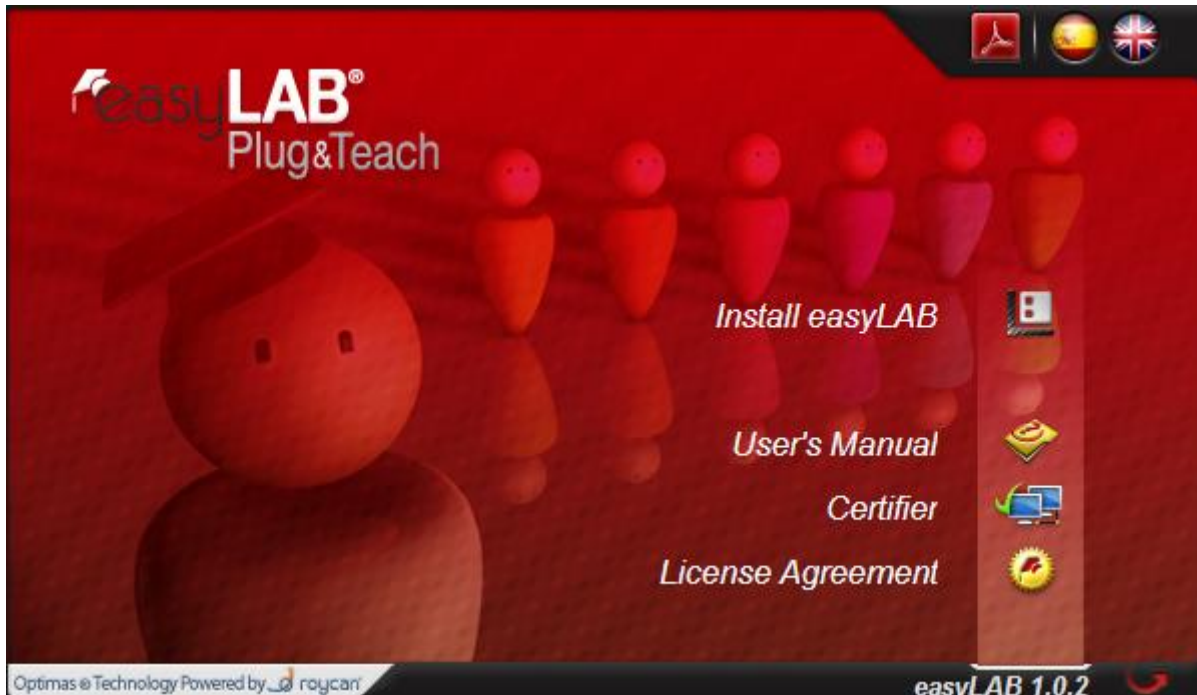 easyLAB®
Plug&Teach
Install easyLAB
User's Manual
Certifier
License Agreement
Optimas ® Technology Powered by roycan
easyLAB 1.0.2